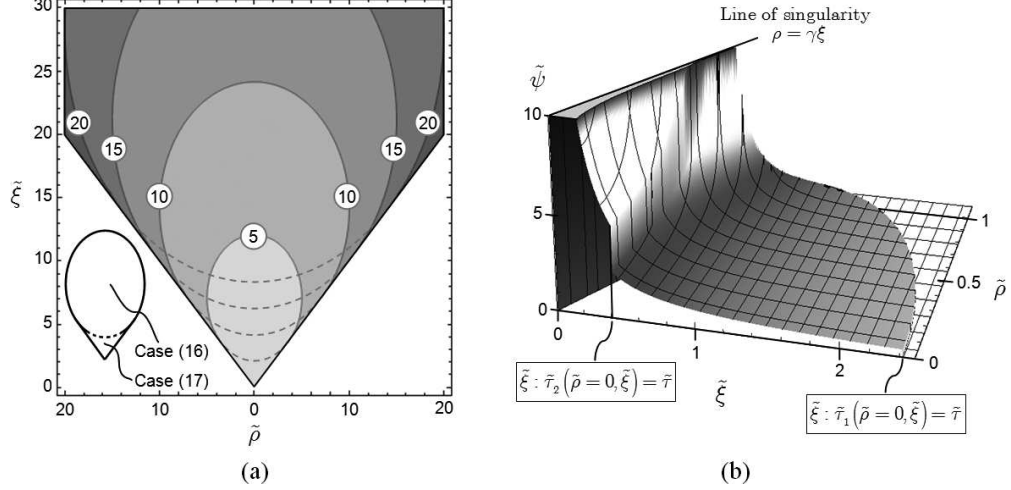 30
25
20
15
10
5
0
20
10
0
10
20
ξ̃
ρ̃
20
15
10
5
10
15
20
Case (16)
Case (17)
(a)
Line of singularity
ρ = γξ
ψ̃
10
5
0
0
1
2
ξ̃
0
0.5
1
ρ̃
ξ̃ : τ̃₂(ρ̃ = 0, ξ̃) = τ̃
ξ̃ : τ̃₁(ρ̃ = 0, ξ̃) = τ̃
(b)